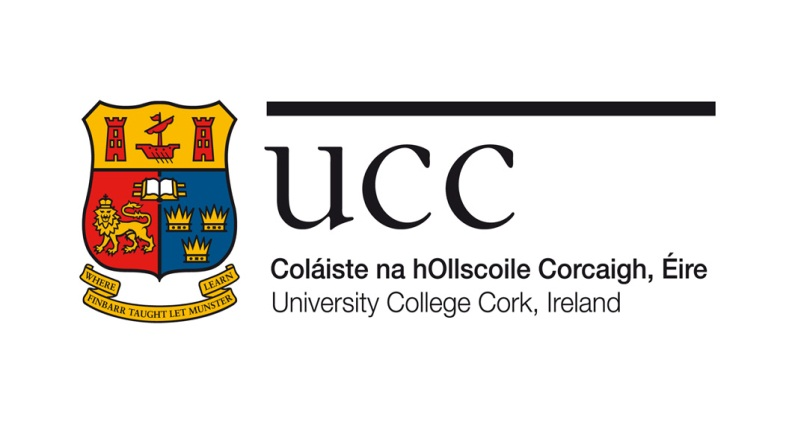 ucc
Coláiste na hOllscoile Corcaigh, Éire
University College Cork, Ireland
WHERE
FINBARR TAUGHT LET MUNSTER
LEARN